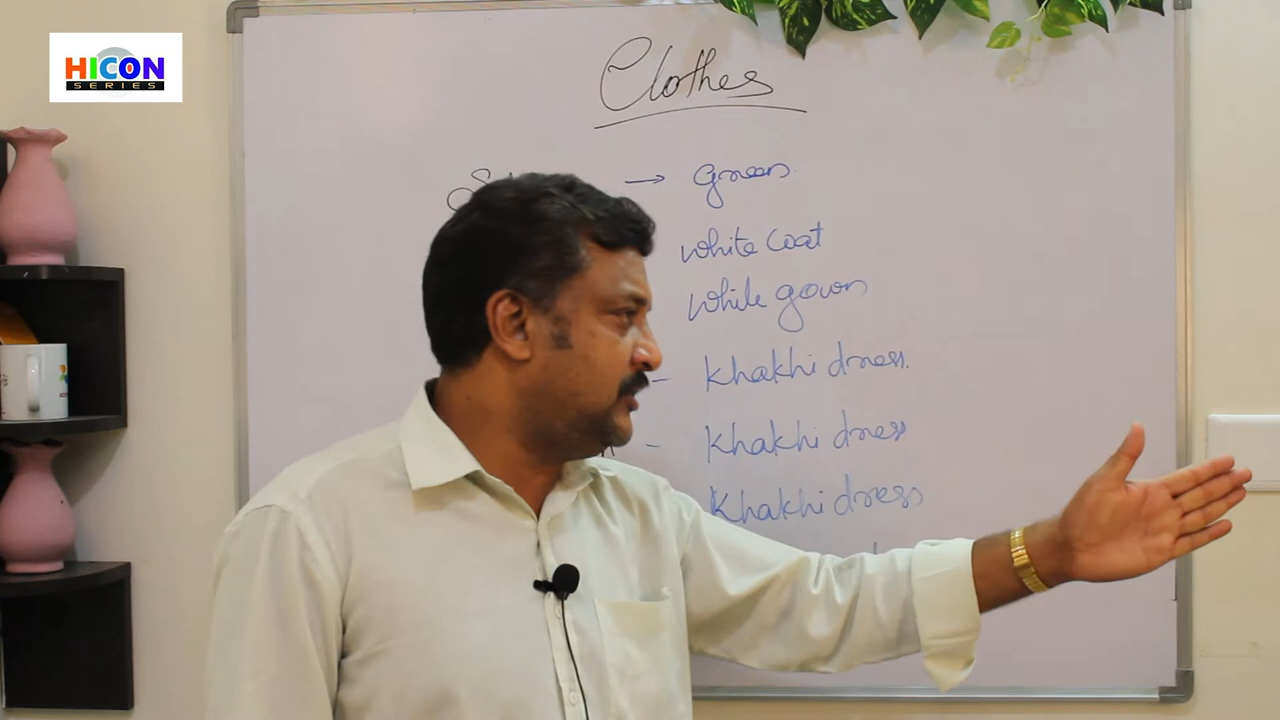 HICON
SERIES
Clothes
→ Green
white coat
white gown
- Khakhi dress.
- Khakhi dress
Khakhi dress